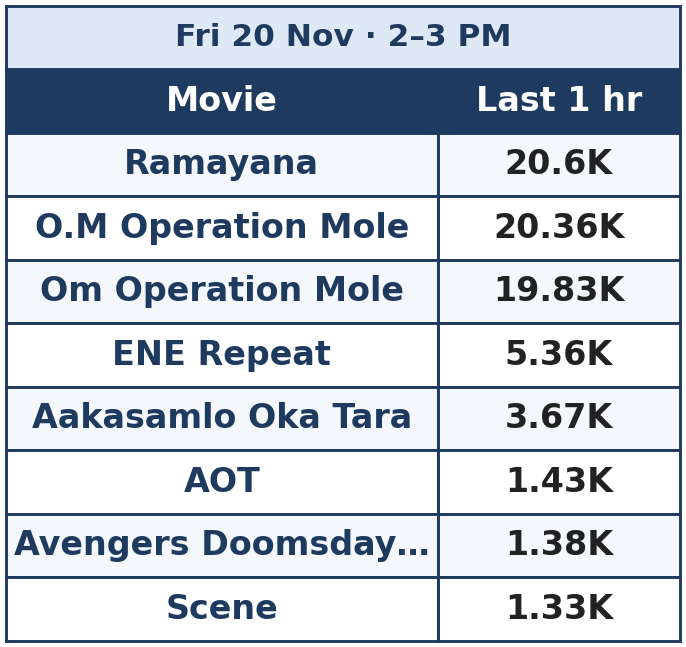 Fri 20 Nov · 2–3 PM
Movie Last 1 hr
Ramayana 20.6K
O.M Operation Mole 20.36K
Om Operation Mole 19.83K
ENE Repeat 5.36K
Aakasamlo Oka Tara 3.67K
AOT 1.43K
Avengers Doomsday… 1.38K
Scene 1.33K